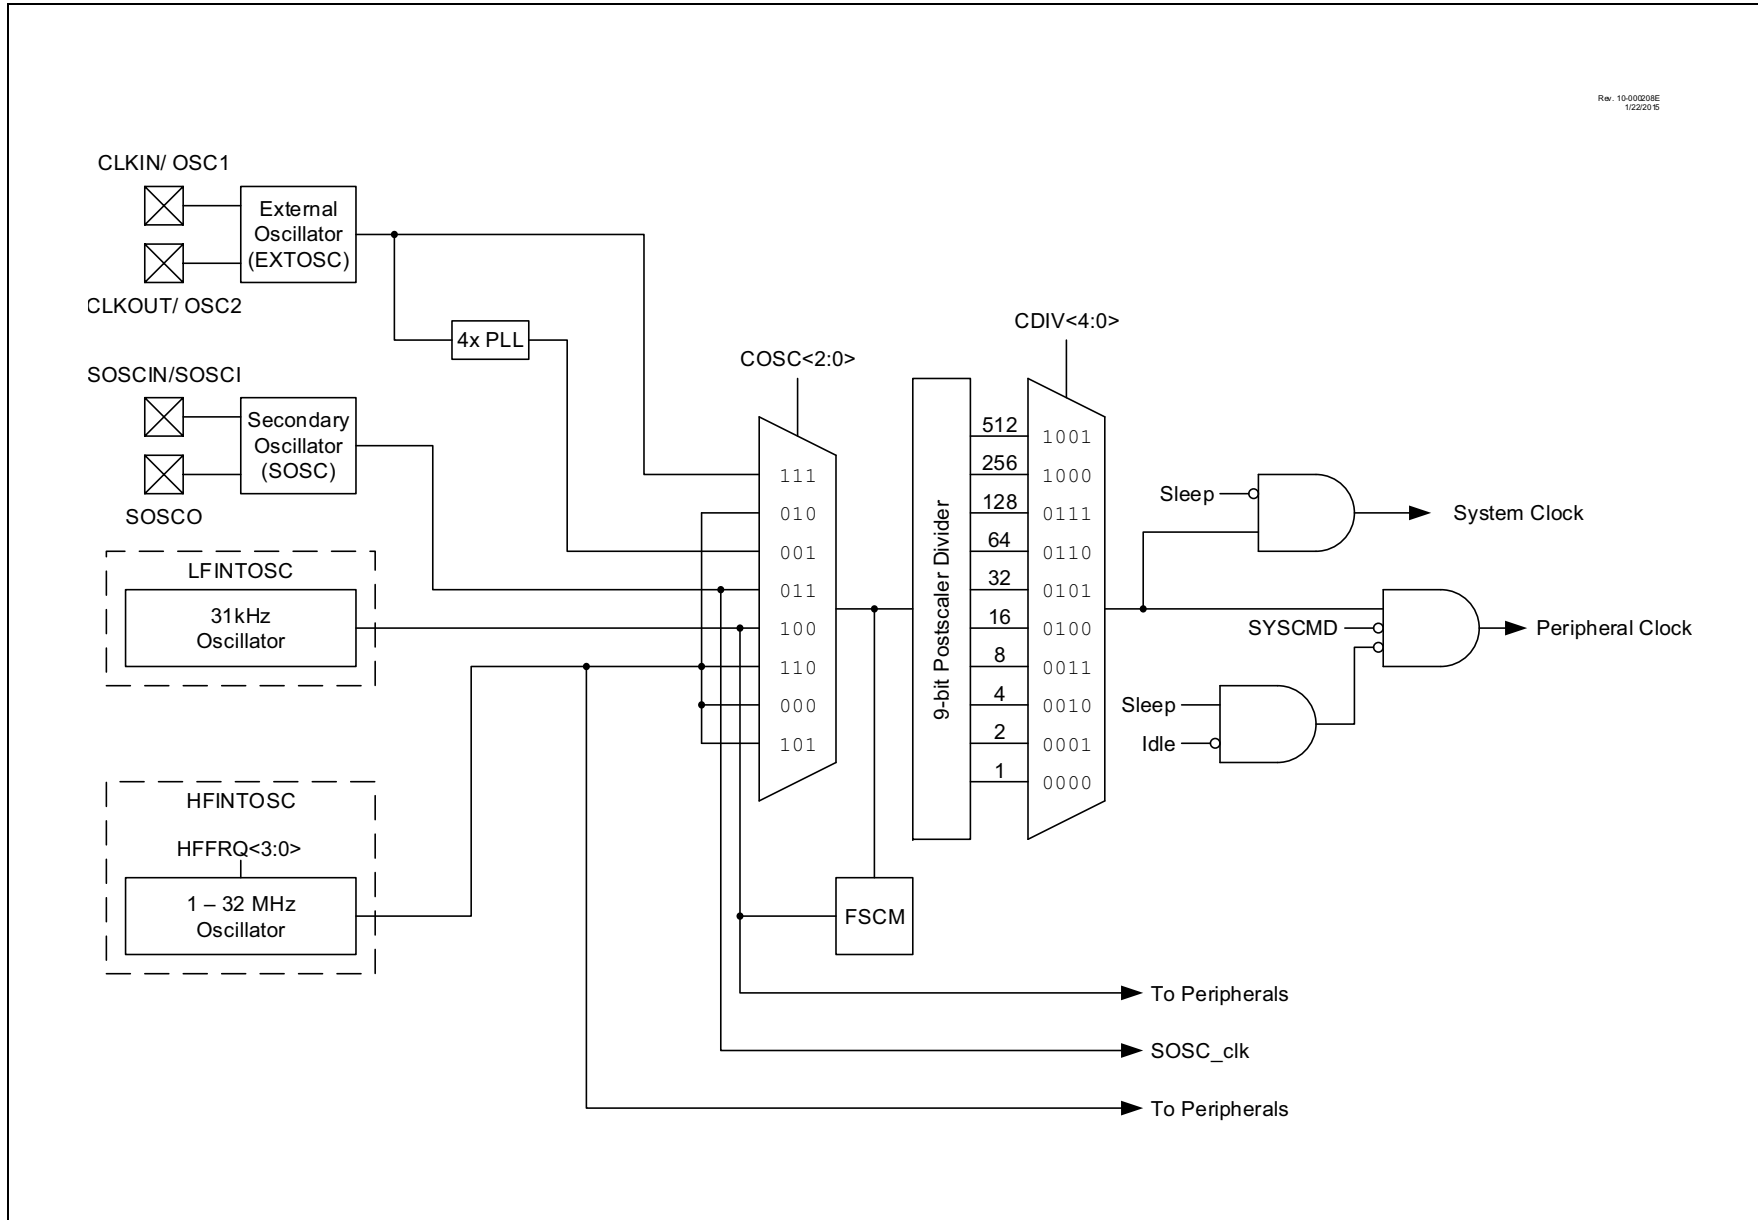 Rev. 10-000208E
1/22/2015
CLKIN/ OSC1
External
Oscillator
(EXTOSC)
CLKOUT/ OSC2
4x PLL
SOSCIN/SOSCI
Secondary
Oscillator
(SOSC)
SOSCO
LFINTOSC
31kHz
Oscillator
HFINTOSC
HFFRQ<3:0>
1 – 32 MHz
Oscillator
COSC<2:0>
111
010
001
011
100
110
000
101
FSCM
9-bit Postscaler Divider
CDIV<4:0>
512 1001
256 1000
128 0111
64 0110
32 0101
16 0100
8 0011
4 0010
2 0001
1 0000
Sleep
System Clock
SYSCMD
Peripheral Clock
Sleep
Idle
To Peripherals
SOSC_clk
To Peripherals